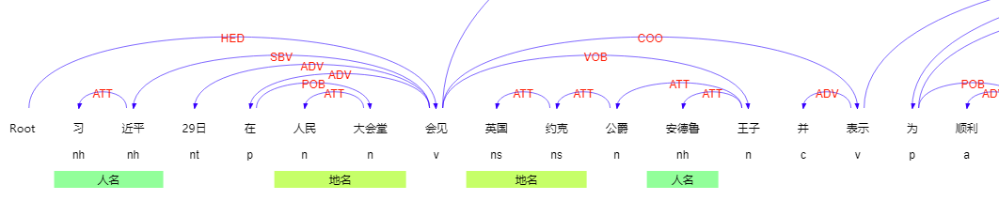 HED
COO
SBV
VOB
ADV
ADV
POB ATT POB
ATT ATT ATT ATT ATT ADV
Root 习 近平 29日 在 人民 大会堂 会见 英国 约克 公爵 安德鲁 王子 并 表示 为 顺利
nh nh nt p n n v ns ns n nh n c v p a
人名 地名 地名 人名